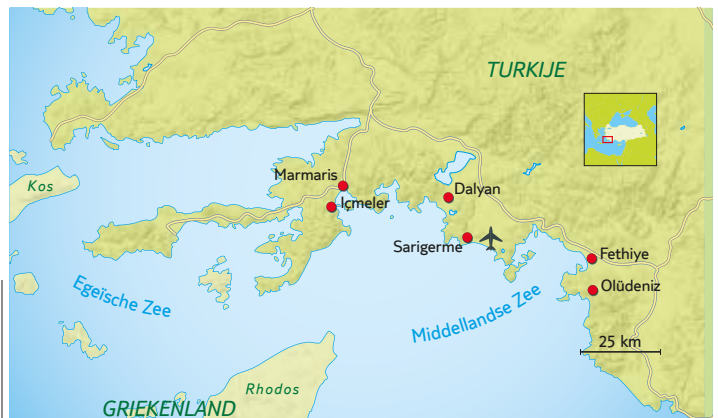 TURKIJE
Kos
Marmaris
Içmeler
Dalyan
Sarigerme
Fethiye
Olüdeniz
Egeïsche Zee
Middellandse Zee
25 km
Rhodos
GRIEKENLAND